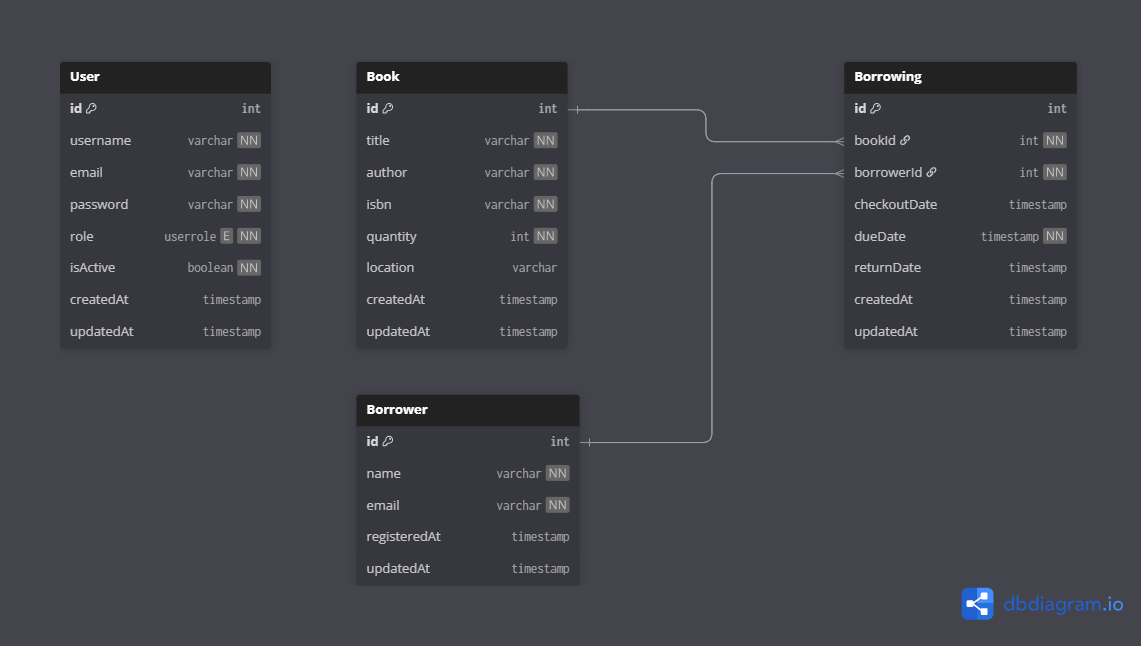 User
id int
username varchar NN
email varchar NN
password varchar NN
role userrole E NN
isActive boolean NN
createdAt timestamp
updatedAt timestamp
Book
id int
title varchar NN
author varchar NN
isbn varchar NN
quantity int NN
location varchar
createdAt timestamp
updatedAt timestamp
Borrowing
id int
bookId int NN
borrowerId int NN
checkoutDate timestamp
dueDate timestamp NN
returnDate timestamp
createdAt timestamp
updatedAt timestamp
Borrower
id int
name varchar NN
email varchar NN
registeredAt timestamp
updatedAt timestamp
dbdiagram.io